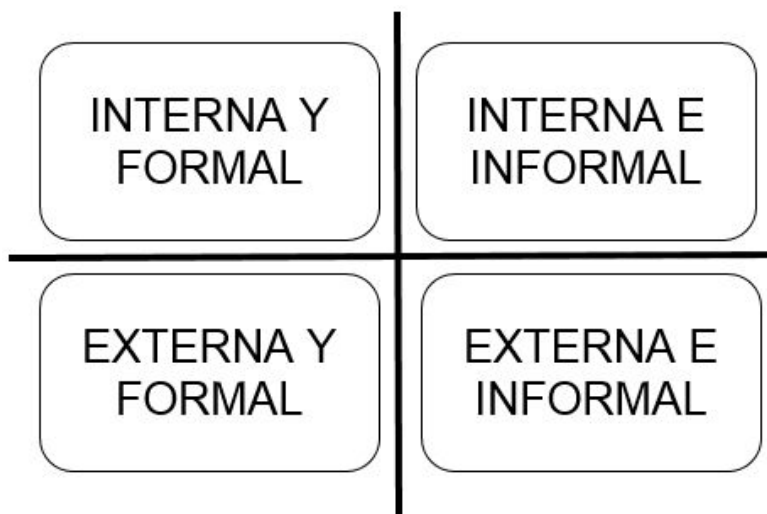 INTERNA Y
FORMAL
INTERNA E
INFORMAL
EXTERNA Y
FORMAL
EXTERNA E
INFORMAL